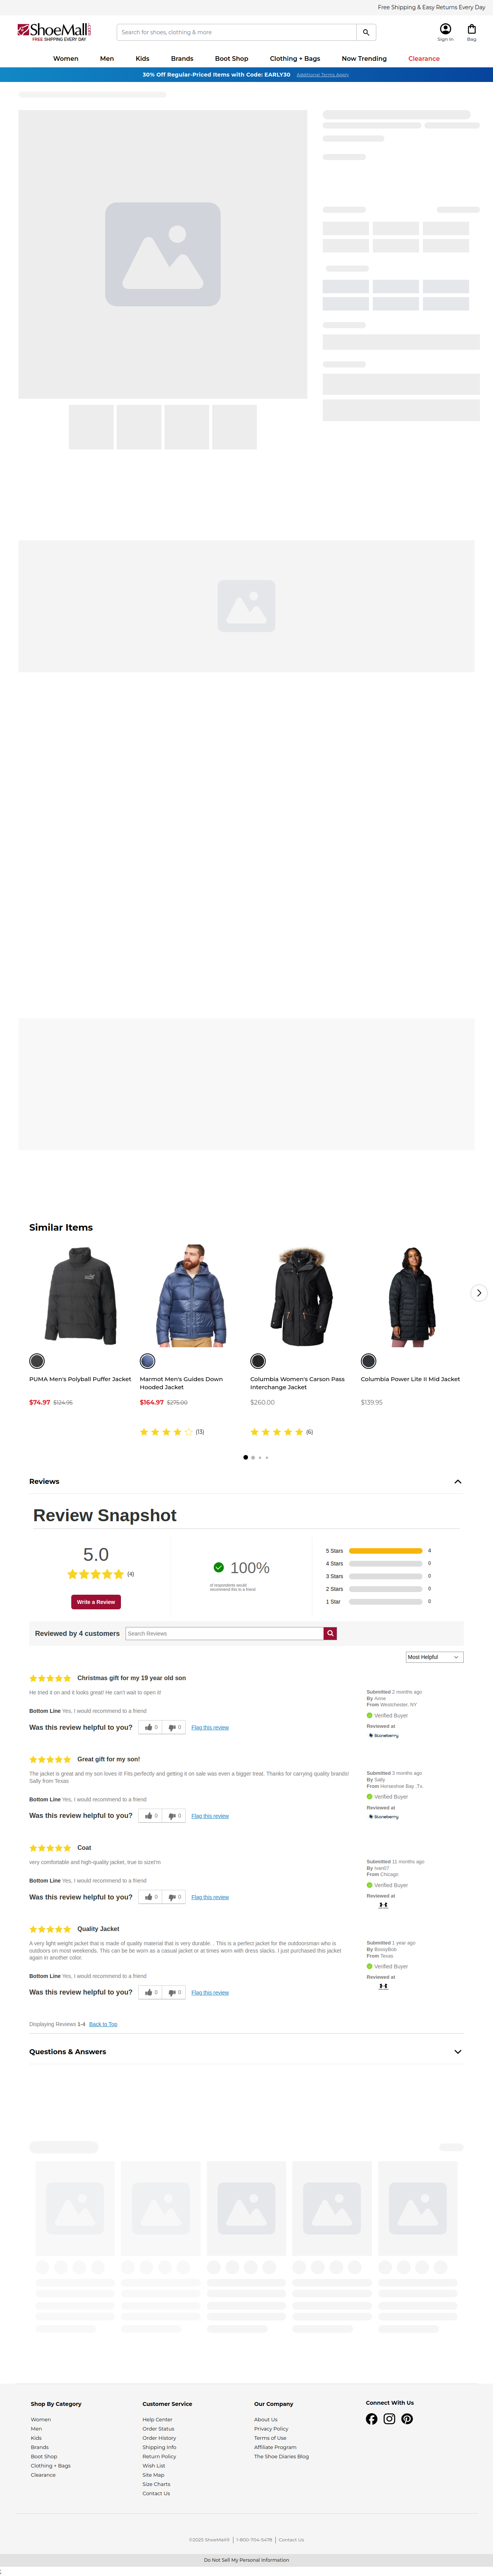 Free Shipping & Easy Returns Every Day
ShoeMall
FREE SHIPPING EVERY DAY
Search for shoes, clothing & more
Sign In
Bag
Women
Men
Kids
Brands
Boot Shop
Clothing + Bags
Now Trending
Clearance
30% Off Regular-Priced Items with Code: EARLY30
Additional Terms Apply
Similar Items
PUMA Men's Polyball Puffer Jacket
$74.97 $124.95
Marmot Men's Guides Down
Hooded Jacket
$164.97 $275.00
(13)
Columbia Women's Carson Pass
Interchange Jacket
$260.00
(6)
Columbia Power Lite II Mid Jacket
$139.95
Reviews
Review Snapshot
5.0
(4)
Write a Review
100%
of respondents would
recommend this to a friend
5 Stars 4
4 Stars 0
3 Stars 0
2 Stars 0
1 Star 0
Reviewed by 4 customers
Search Reviews
Most Helpful
Christmas gift for my 19 year old son
He tried it on and it looks great! He can't wait to open it!
Bottom Line Yes, I would recommend to a friend
Was this review helpful to you? 0 0 Flag this review
Submitted 2 months ago
By Anne
From Westchester, NY
Verified Buyer
Reviewed at
Stoneberry
Great gift for my son!
The jacket is great and my son loves it! Fits perfectly and getting it on sale was even a bigger treat. Thanks for carrying quality brands!
Sally from Texas
Bottom Line Yes, I would recommend to a friend
Was this review helpful to you? 0 0 Flag this review
Submitted 3 months ago
By Sally
From Horseshoe Bay ,Tx.
Verified Buyer
Reviewed at
Stoneberry
Coat
very comfortable and high-quality jacket, true to size!n'n
Bottom Line Yes, I would recommend to a friend
Was this review helpful to you? 0 0 Flag this review
Submitted 11 months ago
By Ivan07
From Chicago
Verified Buyer
Reviewed at
Quality Jacket
A very light weight jacket that is made of quality material that is very durable. . This is a perfect jacket for the outdoorsman who is
outdoors on most weekends. This can be be worn as a casual jacket or at times worn with dress slacks. I just purchased this jacket
again in another color.
Bottom Line Yes, I would recommend to a friend
Was this review helpful to you? 0 0 Flag this review
Submitted 1 year ago
By BossyBob
From Texas
Verified Buyer
Reviewed at
Displaying Reviews 1-4 Back to Top
Questions & Answers
Shop By Category
Women
Men
Kids
Brands
Boot Shop
Clothing + Bags
Clearance
Customer Service
Help Center
Order Status
Order History
Shipping Info
Return Policy
Wish List
Site Map
Size Charts
Contact Us
Our Company
About Us
Privacy Policy
Terms of Use
Affiliate Program
The Shoe Diaries Blog
Connect With Us
©2025 ShoeMall® 1-800-704-5478 Contact Us
Do Not Sell My Personal Information